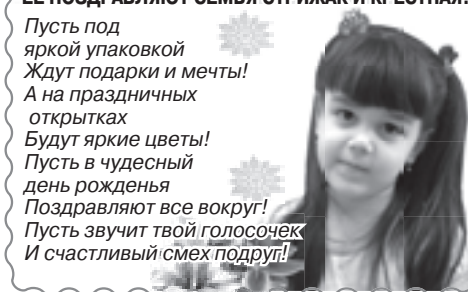 ЕЕ ПОЗДРАВЛЯЮТ СЕМЬЯ СТРИЖАК И КРЕСТНАЯ.
Пусть под
яркой упаковкой
Ждут подарки и мечты!
А на праздничных
открытках
Будут яркие цветы!
Пусть в чудесный
день рожденья
Поздравляют все вокруг!
Пусть звучит твой голосочек
И счастливый смех подруг!